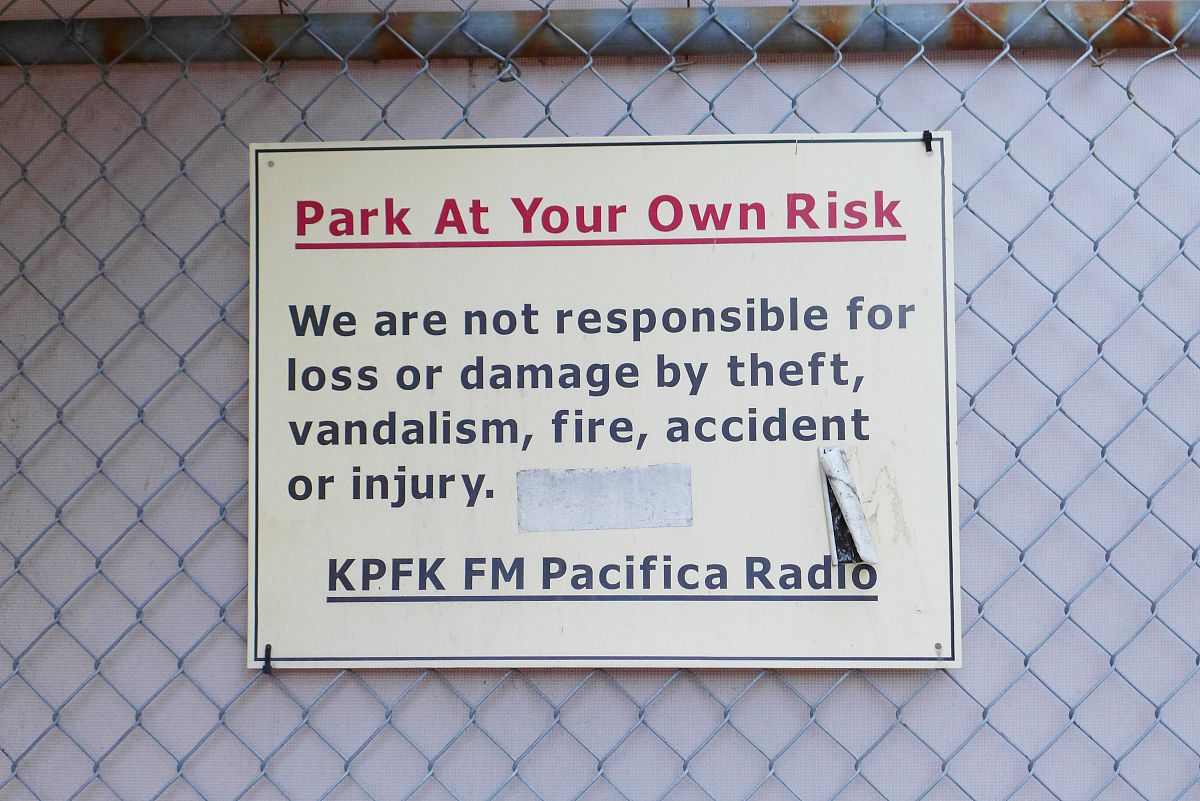 Park At Your Own Risk
We are not responsible for
loss or damage by theft,
vandalism, fire, accident
or injury.
KPFK FM Pacifica Radio